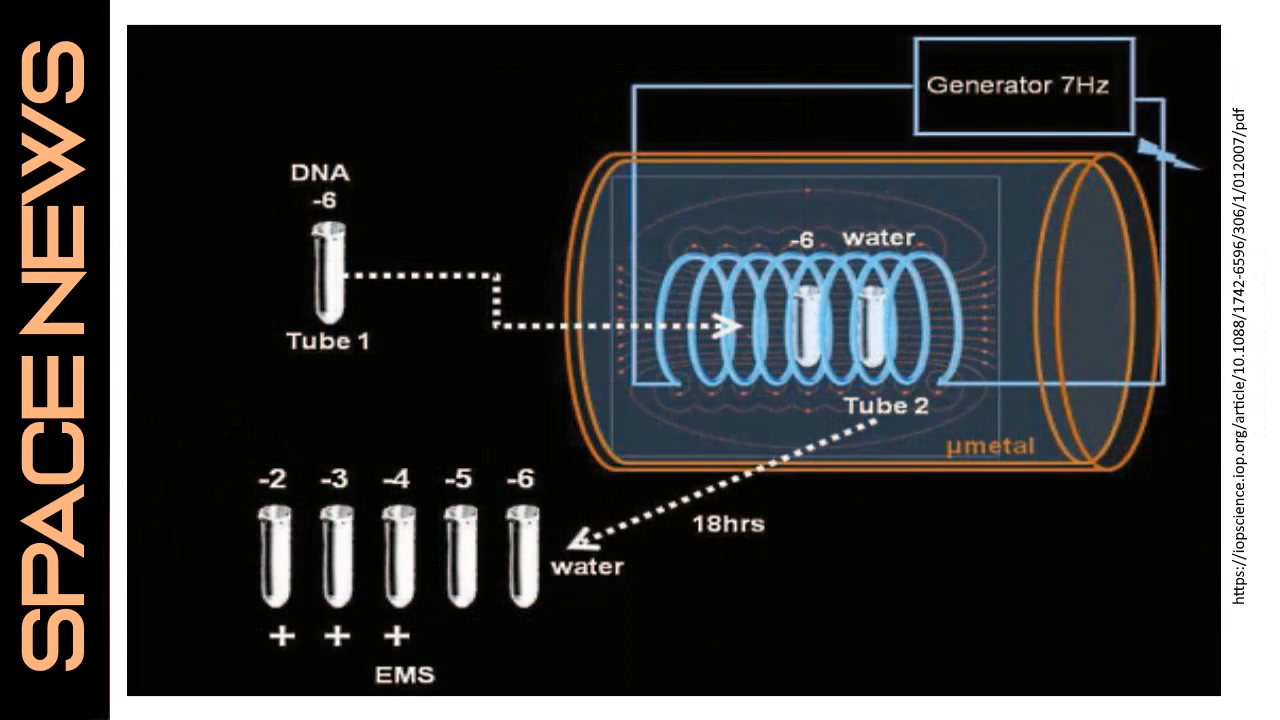 SPACE NEWS
Generator 7Hz
DNA
-6
Tube 1
-6 water
Tube 2
µmetal
18hrs
-2 -3 -4 -5 -6
water
+ + +
EMS
https://iopscience.iop.org/article/10.1088/1742-6596/306/1/012007/pdf